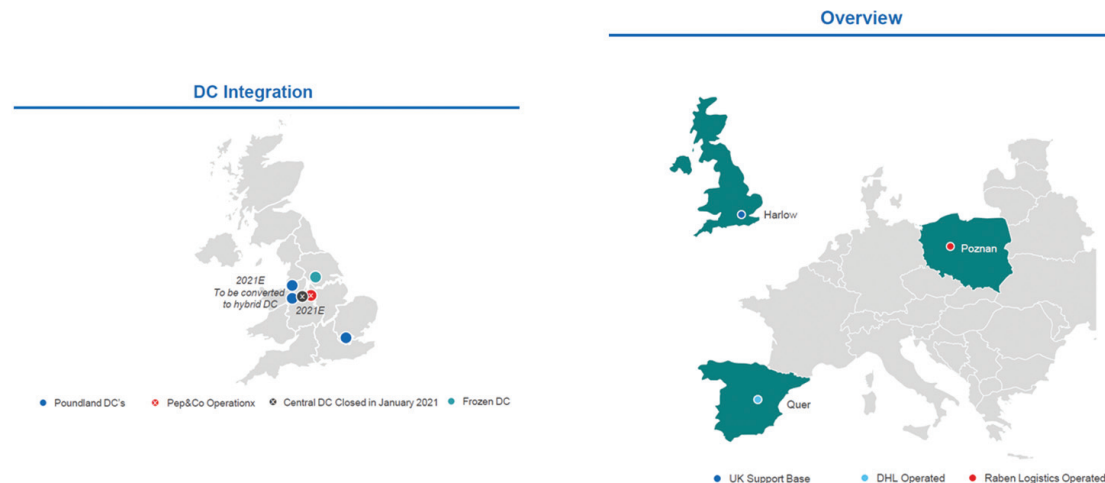 DC Integration
2021E
To be converted
to hybrid DC
2021E
Poundland DC's
Pep&Co Operationx
Central DC Closed in January 2021
Frozen DC
Overview
Harlow
Poznan
Quer
UK Support Base
DHL Operated
Raben Logistics Operated